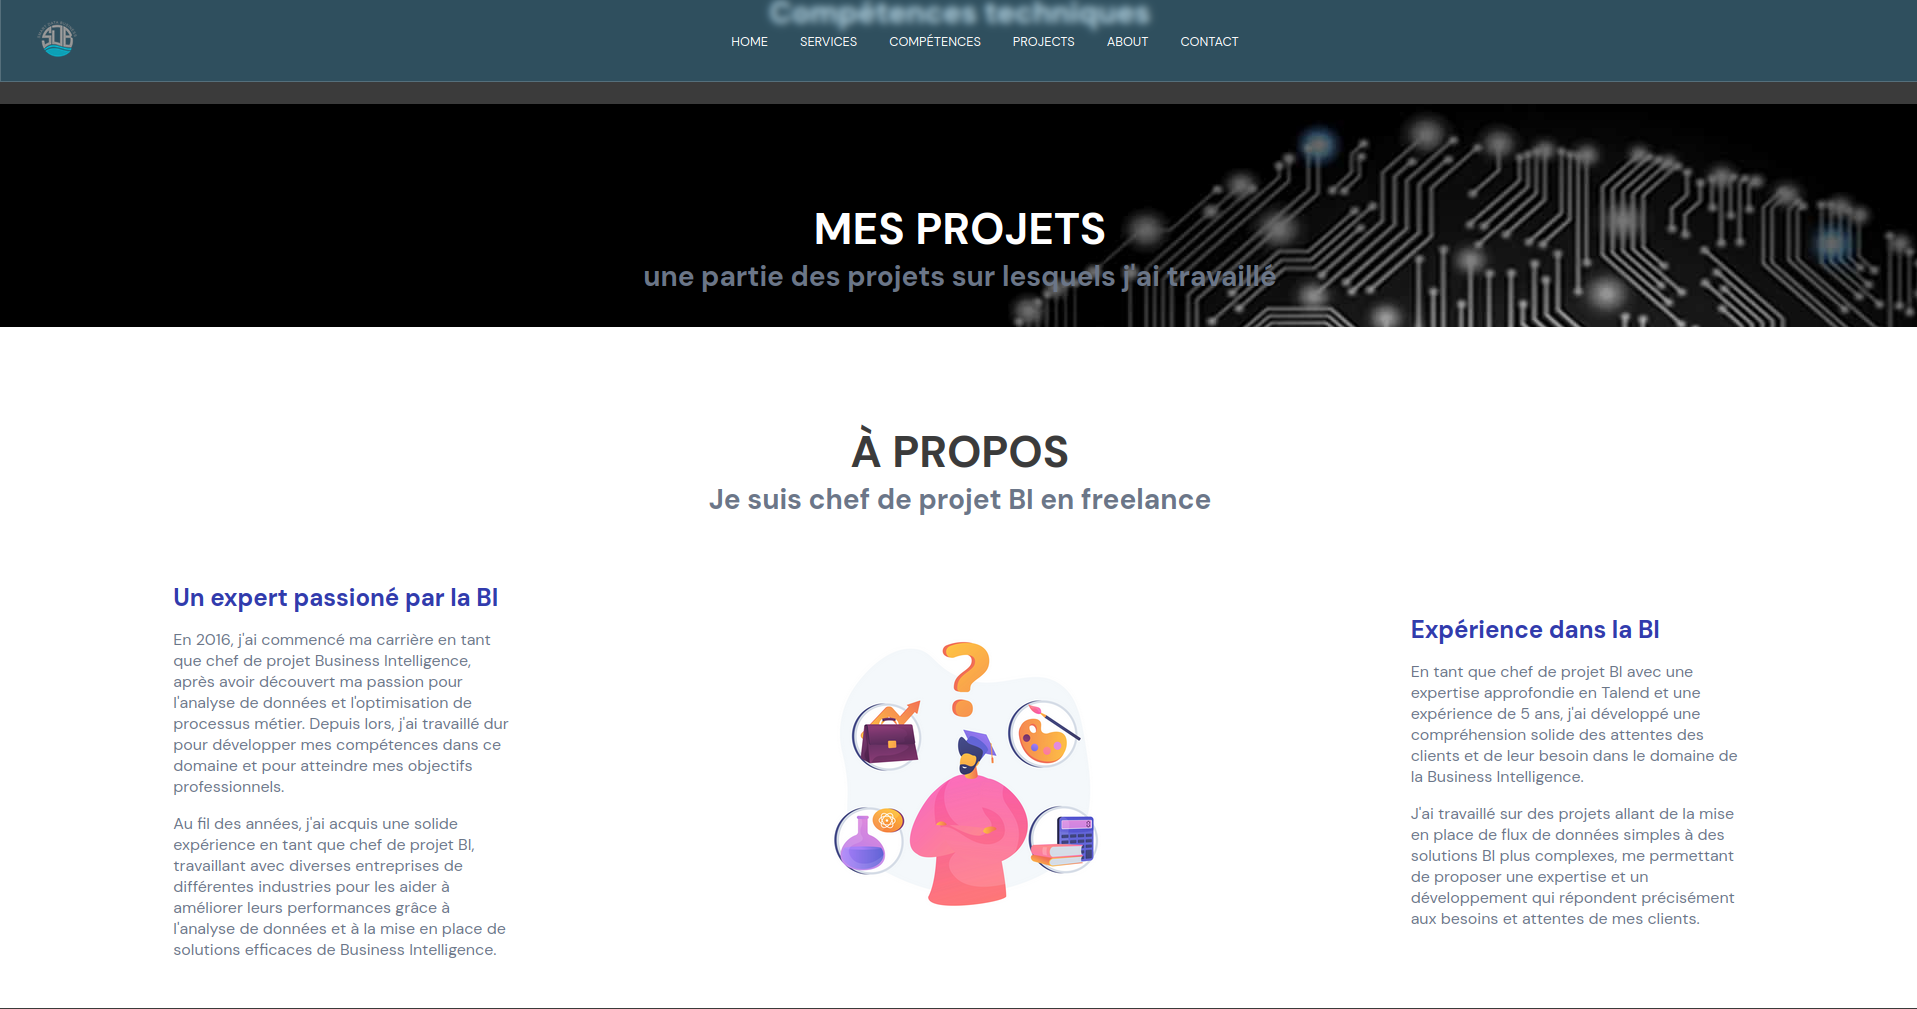 Compétences techniques
SDB
HOME SERVICES COMPÉTENCES PROJECTS ABOUT CONTACT
MES PROJETS
une partie des projets sur lesquels j'ai travaillé
À PROPOS
Je suis chef de projet BI en freelance
Un expert passioné par la BI
En 2016, j'ai commencé ma carrière en tant
que chef de projet Business Intelligence,
après avoir découvert ma passion pour
l'analyse de données et l'optimisation de
processus métier. Depuis lors, j'ai travaillé dur
pour développer mes compétences dans ce
domaine et pour atteindre mes objectifs
professionnels.
Au fil des années, j'ai acquis une solide
expérience en tant que chef de projet BI,
travaillant avec diverses entreprises de
différentes industries pour les aider à
améliorer leurs performances grâce à
l'analyse de données et à la mise en place de
solutions efficaces de Business Intelligence.
?
Expérience dans la BI
En tant que chef de projet BI avec une
expertise approfondie en Talend et une
expérience de 5 ans, j'ai développé une
compréhension solide des attentes des
clients et de leur besoin dans le domaine de
la Business Intelligence.
J'ai travaillé sur des projets allant de la mise
en place de flux de données simples à des
solutions BI plus complexes, me permettant
de proposer une expertise et un
développement qui répondent précisément
aux besoins et attentes de mes clients.